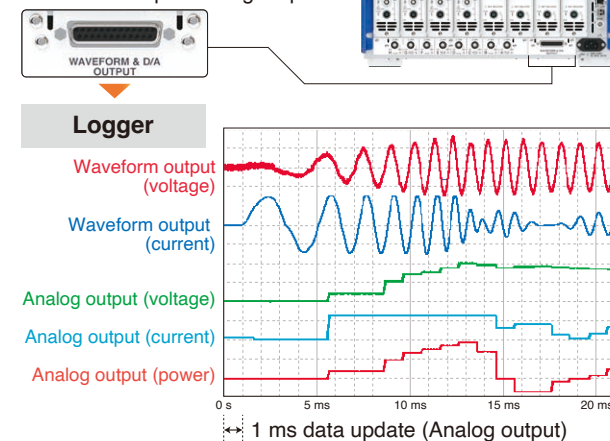 WAVEFORM & D/A
OUTPUT
Logger
Waveform output
(voltage)
Waveform output
(current)
Analog output (voltage)
Analog output (current)
Analog output (power)
0 s
5 ms
10 ms
15 ms
20 ms
1 ms data update (Analog output)